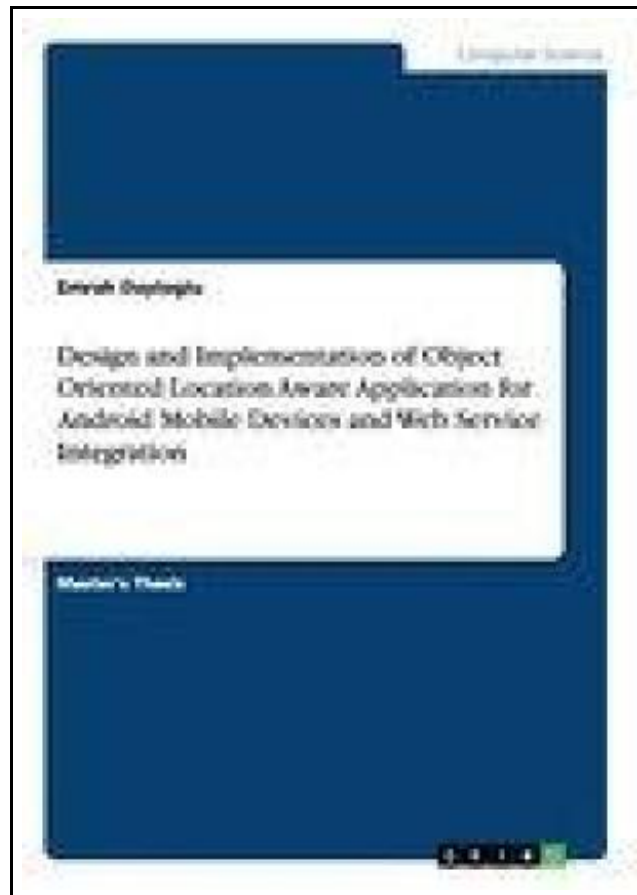 Computer Science
Emrah
Design and Implementation of Object
Oriented Location Aware Application for
Android Mobile Devices and Web Service
Integration
Master's Thesis